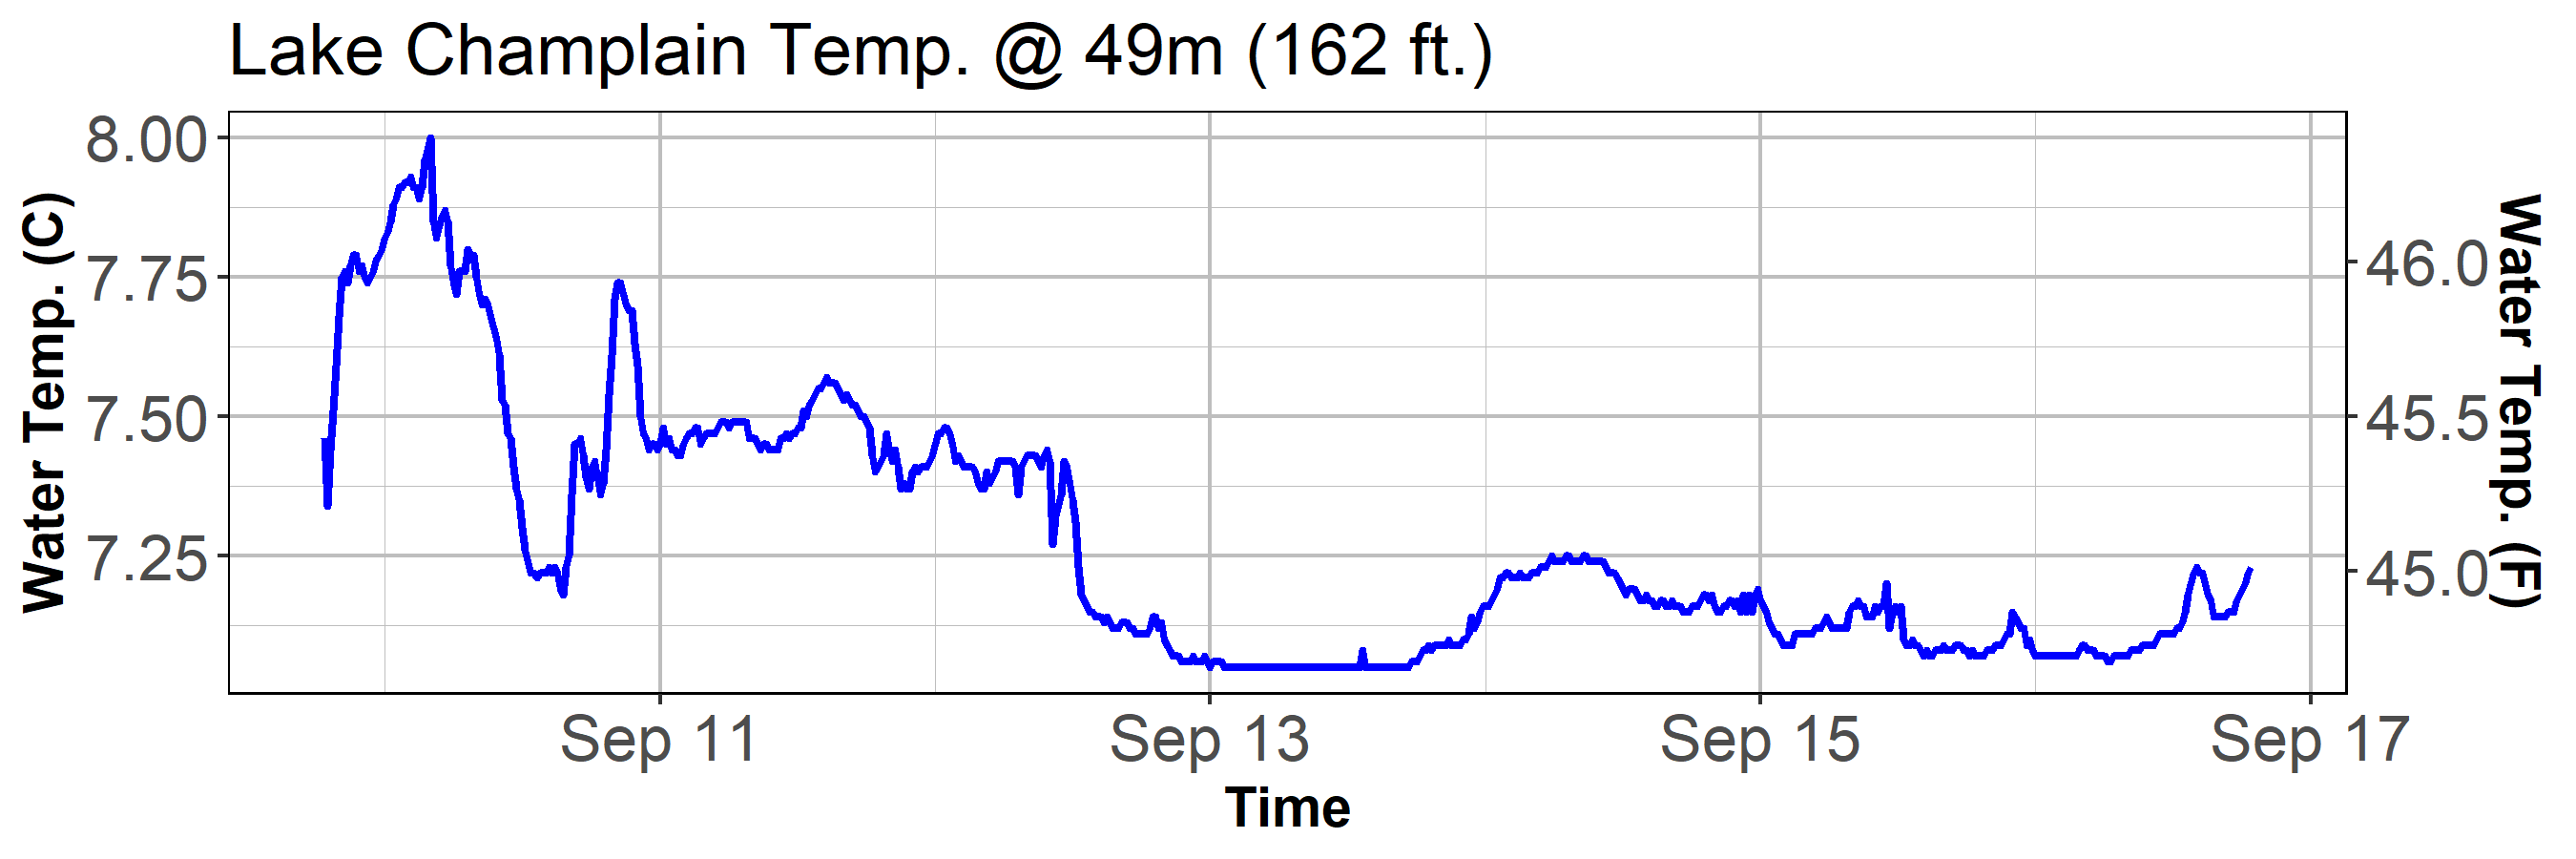 Lake Champlain Temp. @ 49m (162 ft.)
Water Temp. (C)
8.00
7.75
7.50
7.25
46.0
45.5
45.0
Water Temp. (F)
Sep 11 Sep 13 Sep 15 Sep 17
Time